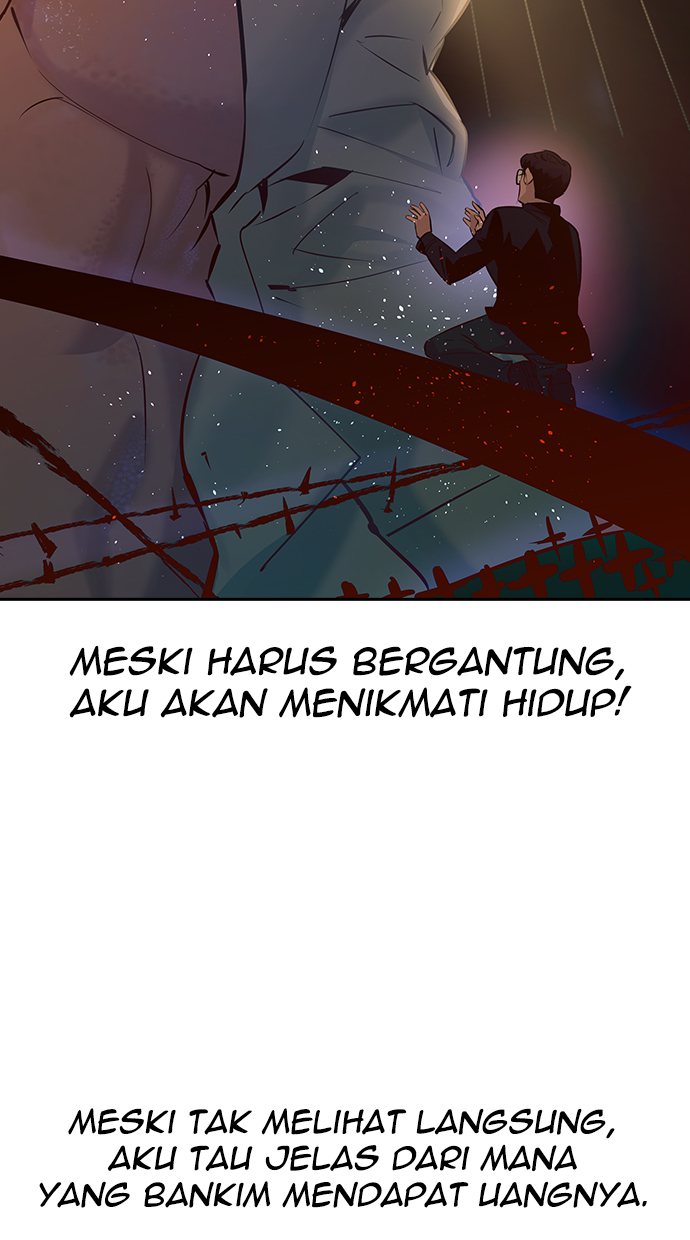 MESKI HARUS BERGANTUNG,
AKU AKAN MENIKMATI HIDUP!
MESKI TAK MELIHAT LANGSUNG,
AKU TAU JELAS DARI MANA
YANG BANKIM MENDAPAT UANGNYA.